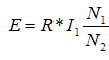 E = R * I₁ N₁/N₂